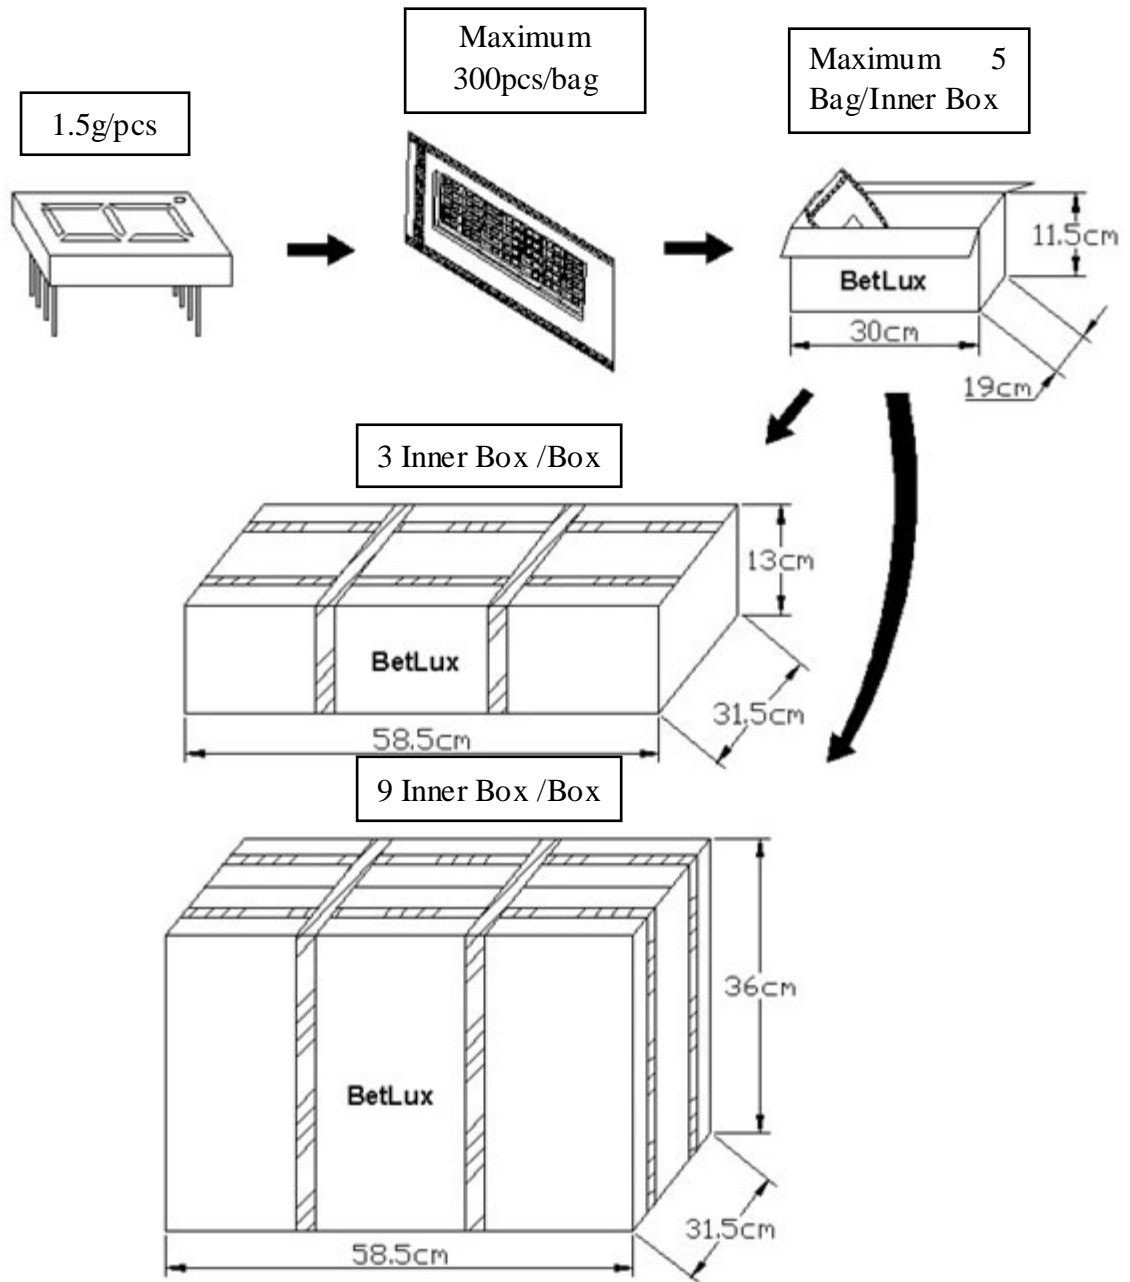 Maximum
300pcs/bag
Maximum 5
Bag/Inner Box
1.5g/pcs
11.5cm
BetLux
30cm
19cm
3 Inner Box /Box
13cm
BetLux
31.5cm
58.5cm
9 Inner Box /Box
36cm
BetLux
31.5cm
58.5cm